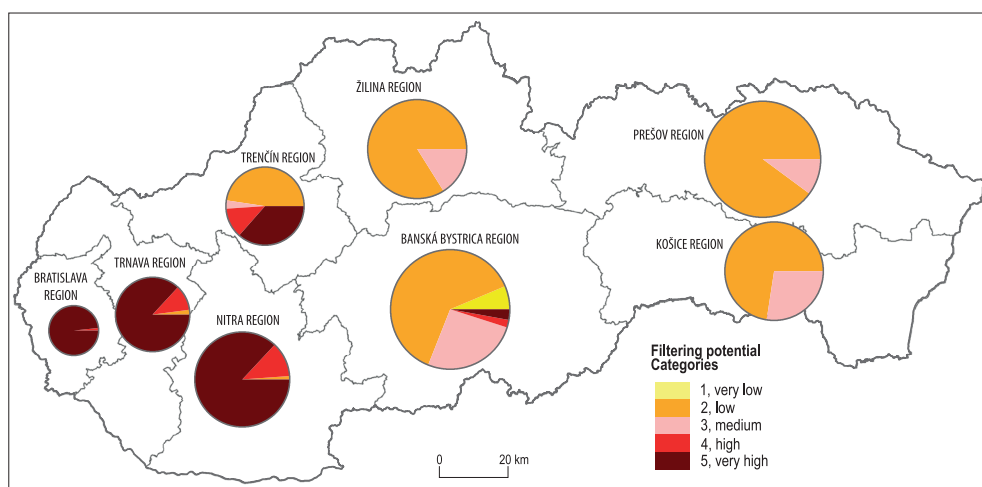 ŽILINA REGION
PREŠOV REGION
TRENČÍN REGION
BANSKÁ BYSTRICA REGION
KOŠICE REGION
TRNAVA REGION
BRATISLAVA
REGION
NITRA REGION
Filtering potential
Categories
1, very low
2, low
3, medium
4, high
5, very high
0 20 km